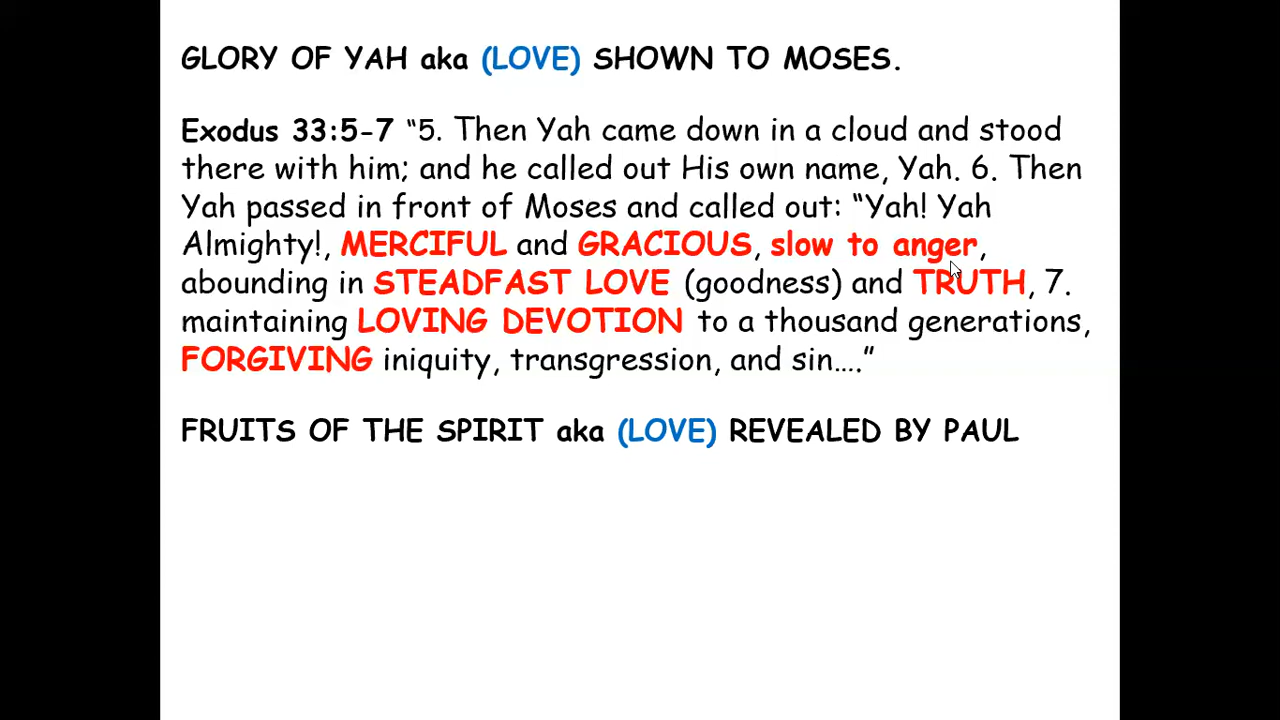 GLORY OF YAH aka (LOVE) SHOWN TO MOSES.
Exodus 33:5-7 “5. Then Yah came down in a cloud and stood
there with him; and he called out His own name, Yah. 6. Then
Yah passed in front of Moses and called out: “Yah! Yah
Almighty!, MERCIFUL and GRACIOUS, slow to anger,
abounding in STEADFAST LOVE (goodness) and TRUTH, 7.
maintaining LOVING DEVOTION to a thousand generations,
FORGIVING iniquity, transgression, and sin….”
FRUITS OF THE SPIRIT aka (LOVE) REVEALED BY PAUL